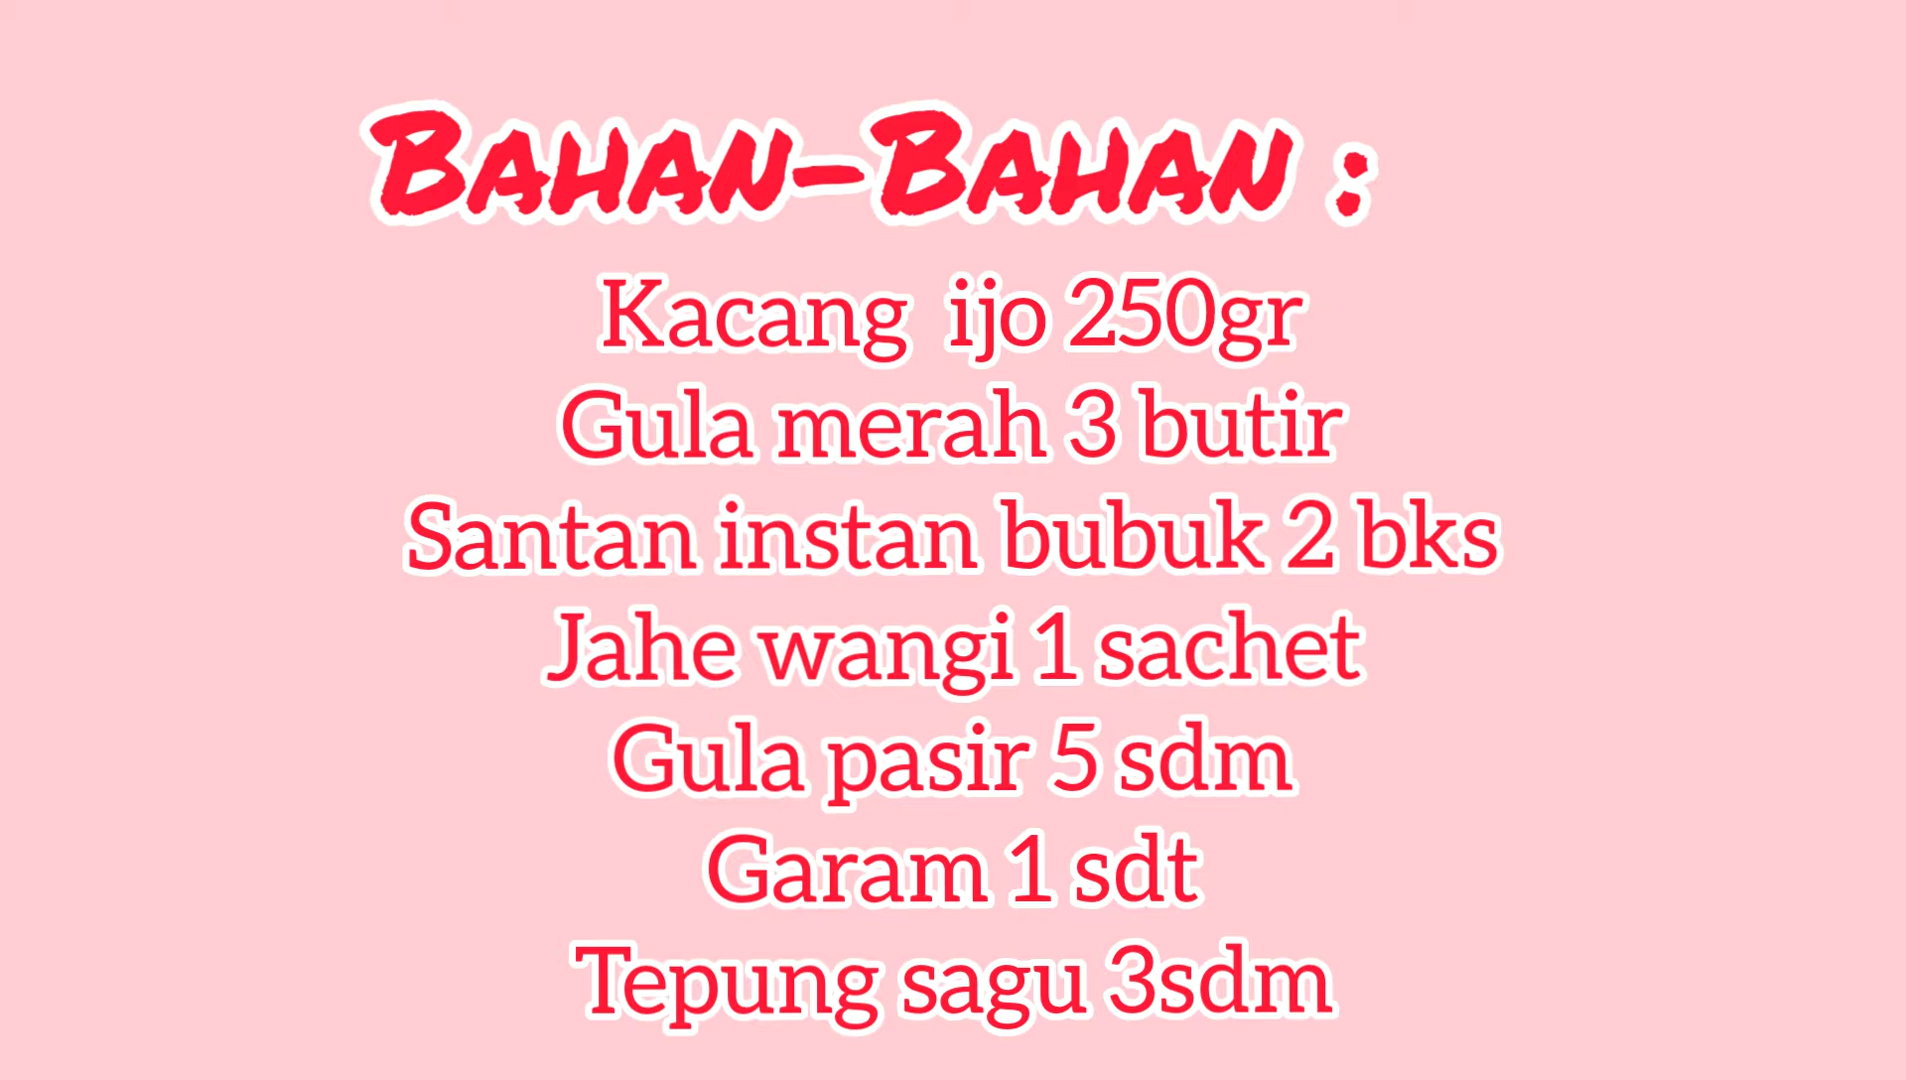 BAHAN-BAHAN :
Kacang ijo 250gr
Gula merah 3 butir
Santan instan bubuk 2 bks
Jahe wangi 1 sachet
Gula pasir 5 sdm
Garam 1 sdt
Tepung sagu 3sdm